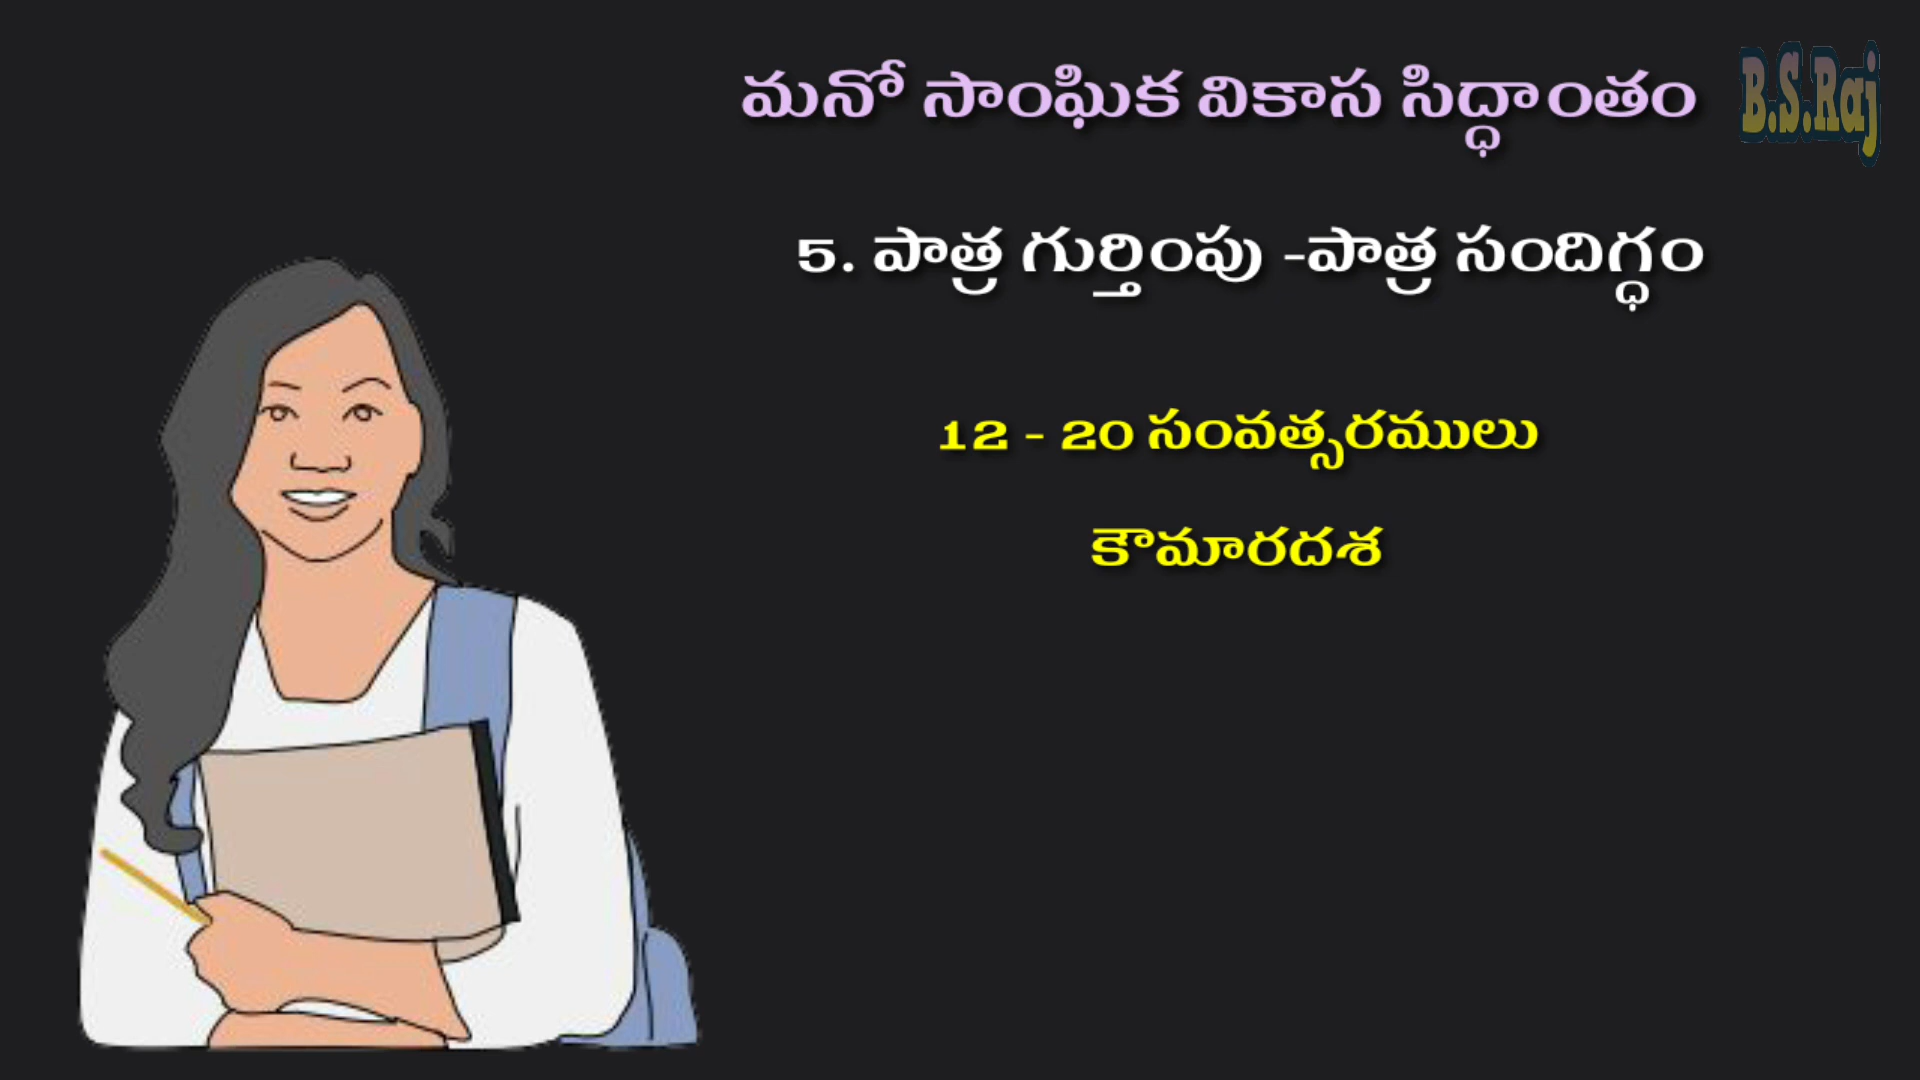 మనో సాంఘిక వికాస సిద్ధాంతం
B.S.Raj
5. పాత్ర గుర్తింపు -పాత్ర సందిగ్ధం
12 - 20 సంవత్సరములు
కౌమారదశ